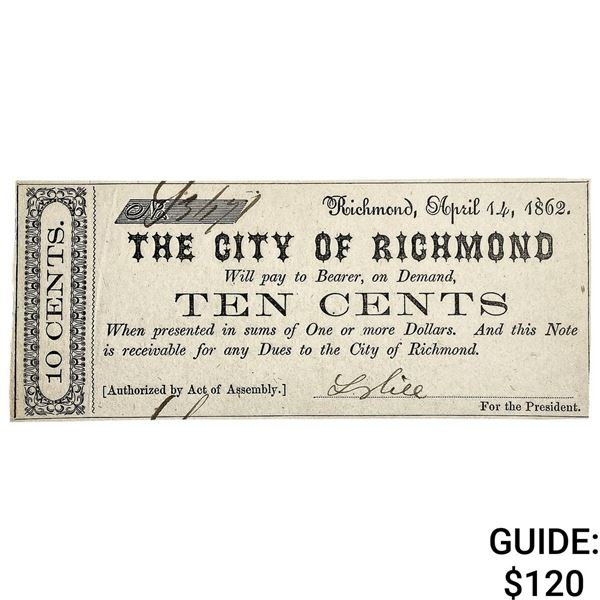 No.
Richmond, April 14, 1862.
THE CITY OF RICHMOND
Will pay to Bearer, on Demand,
TEN CENTS
When presented in sums of One or more Dollars. And this Note
is receivable for any Dues to the City of Richmond.
[Authorized by Act of Assembly.]
For the President.
10 CENTS.
GUIDE:
$120